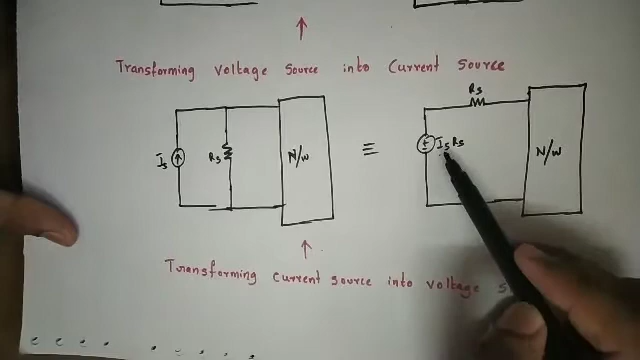 Transforming Voltage Source into Current Source
Rs
Is Rs N/W ≡ ± IsRs N/W
Transforming current source into voltage